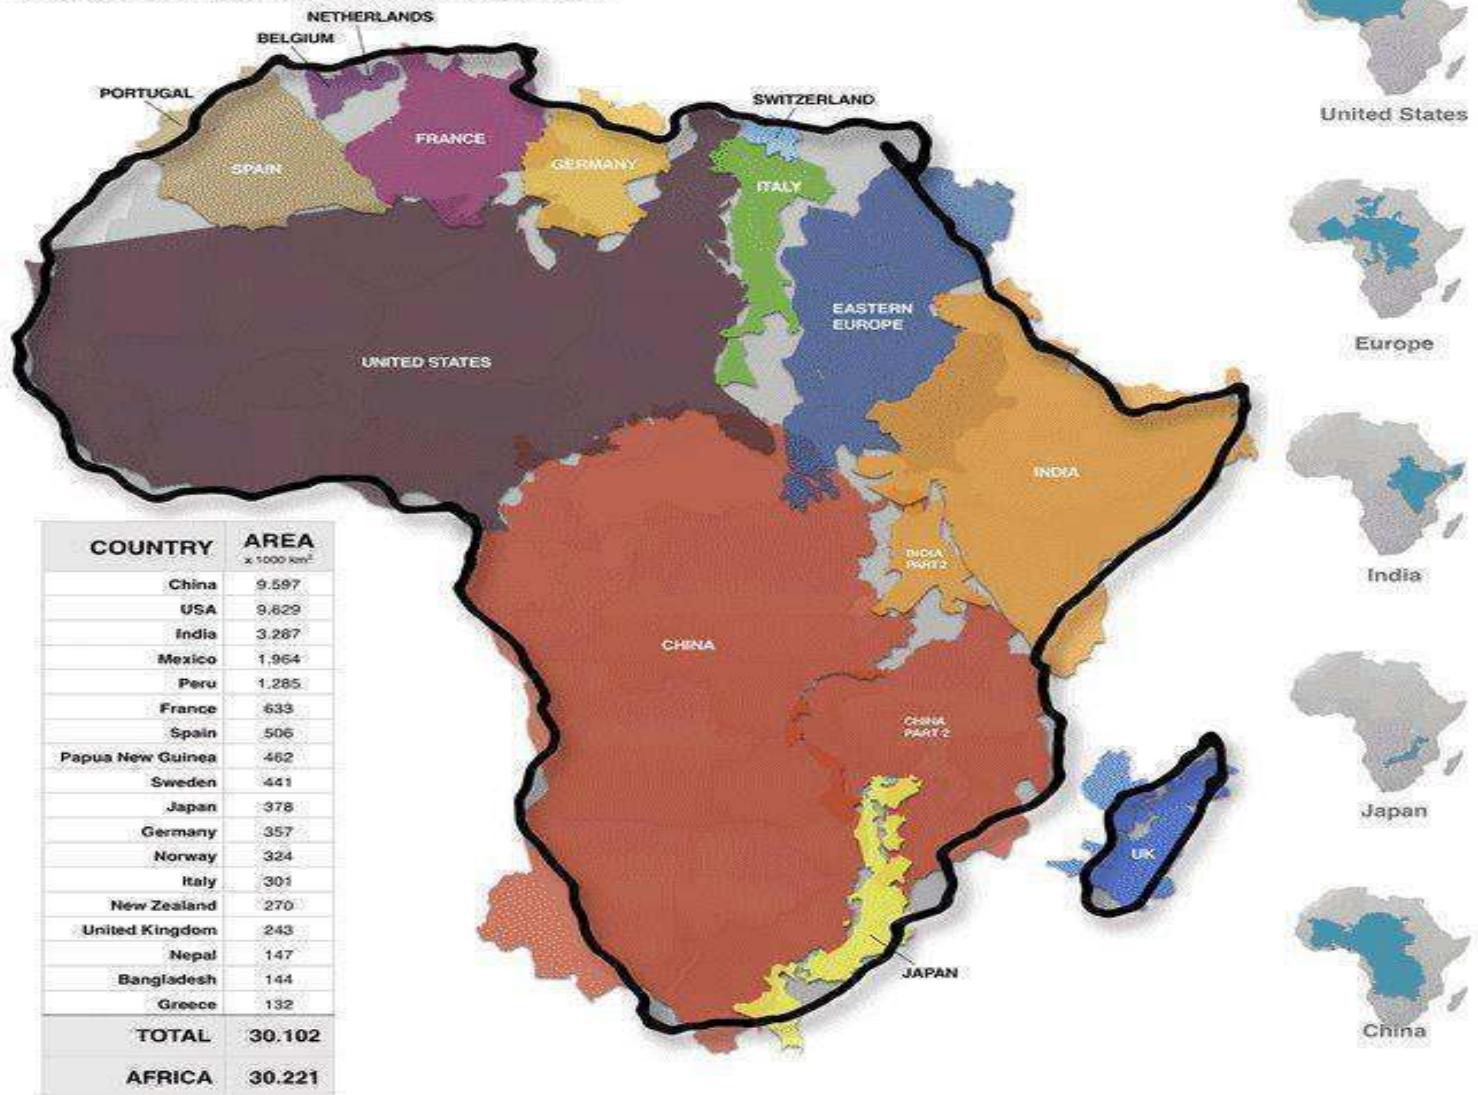 NETHERLANDS
BELGIUM
PORTUGAL
SWITZERLAND
FRANCE
SPAIN
GERMANY
ITALY
EASTERN
EUROPE
UNITED STATES
INDIA
INDIA
PART 2
CHINA
CHINA
PART 2
UK
JAPAN
COUNTRY AREA
x 1000 km²
China 9.597
USA 9.629
India 3.287
Mexico 1.964
Peru 1.285
France 633
Spain 506
Papua New Guinea 462
Sweden 441
Japan 378
Germany 357
Norway 324
Italy 301
New Zealand 270
United Kingdom 243
Nepal 147
Bangladesh 144
Greece 132
TOTAL 30.102
AFRICA 30.221
United States
Europe
India
Japan
China